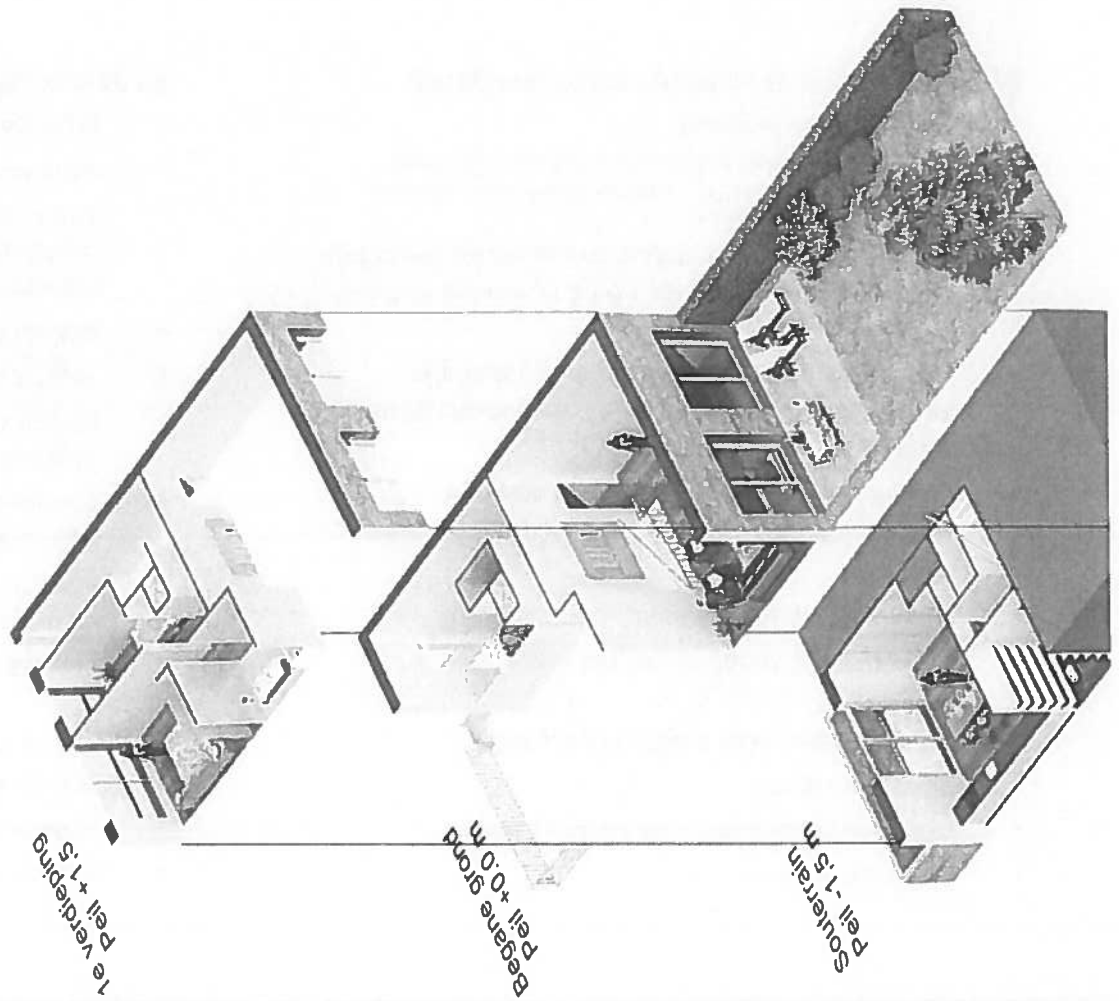 1e verdieping
Peil +1,5
Begane grond
Peil +0.0 m
Souterrain
Peil -1,5 m